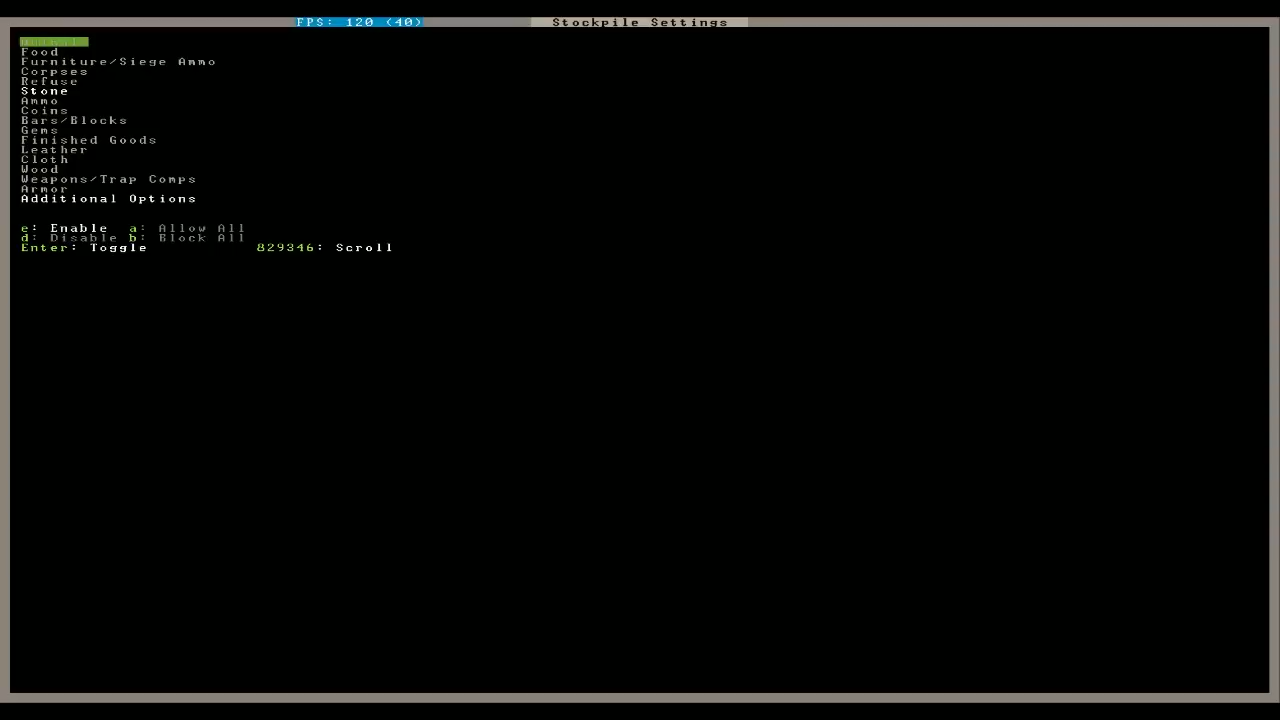 FPS: 120 (40) Stockpile Settings
Food
Furniture/Siege Ammo
Corpses
Refuse
Stone
Ammo
Coins
Bars/Blocks
Gems
Finished Goods
Leather
Cloth
Wood
Weapons/Trap Comps
Armor
Additional Options
e: Enable a: Allow All
d: Disable b: Block All
Enter: Toggle 829346: Scroll